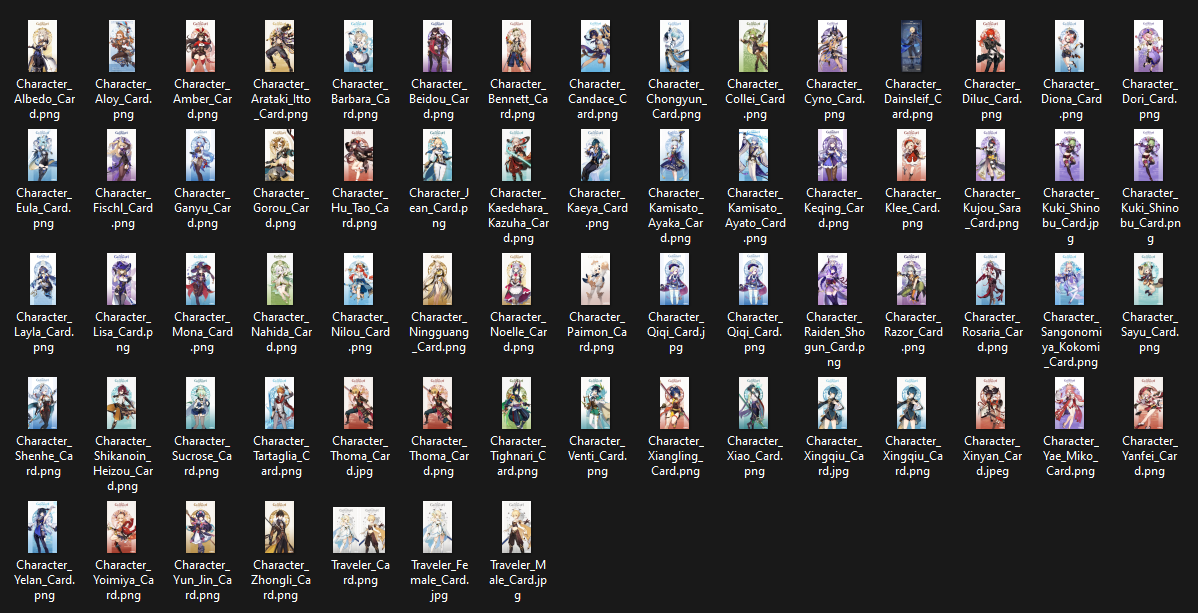 Character_Albedo_Card.png
Character_Aloy_Card.png
Character_Amber_Card.png
Character_Arataki_Itto_Card.png
Character_Barbara_Card.png
Character_Beidou_Card.png
Character_Bennett_Card.png
Character_Candace_Card.png
Character_Chongyun_Card.png
Character_Collei_Card.png
Character_Cyno_Card.png
Character_Dainsleif_Card.png
Character_Diluc_Card.png
Character_Diona_Card.png
Character_Dori_Card.png
Character_Eula_Card.png
Character_Fischl_Card.png
Character_Ganyu_Card.png
Character_Gorou_Card.png
Character_Hu_Tao_Card.png
Character_Jean_Card.png
Character_Kaedehara_Kazuha_Card.png
Character_Kaeya_Card.png
Character_Kamisato_Ayaka_Card.png
Character_Kamisato_Ayato_Card.png
Character_Keqing_Card.png
Character_Klee_Card.png
Character_Kujou_Sara_Card.png
Character_Kuki_Shinobu_Card.jpg
Character_Kuki_Shinobu_Card.png
Character_Layla_Card.png
Character_Lisa_Card.png
Character_Mona_Card.png
Character_Nahida_Card.png
Character_Nilou_Card.png
Character_Ningguang_Card.png
Character_Noelle_Card.png
Character_Paimon_Card.png
Character_Qiqi_Card.jpg
Character_Qiqi_Card.png
Character_Raiden_Shogun_Card.png
Character_Razor_Card.png
Character_Rosaria_Card.png
Character_Sangonomiya_Kokomi_Card.png
Character_Sayu_Card.png
Character_Shenhe_Card.png
Character_Shikanoin_Heizou_Card.png
Character_Sucrose_Card.png
Character_Tartaglia_Card.png
Character_Thoma_Card.jpg
Character_Thoma_Card.png
Character_Tighnari_Card.png
Character_Venti_Card.png
Character_Xiangling_Card.png
Character_Xiao_Card.png
Character_Xingqiu_Card.jpg
Character_Xingqiu_Card.png
Character_Xinyan_Card.jpeg
Character_Yae_Miko_Card.png
Character_Yanfei_Card.png
Character_Yelan_Card.png
Character_Yoimiya_Card.png
Character_Yun_Jin_Card.png
Character_Zhongli_Card.png
Traveler_Card.png
Traveler_Female_Card.jpg
Traveler_Male_Card.jpg